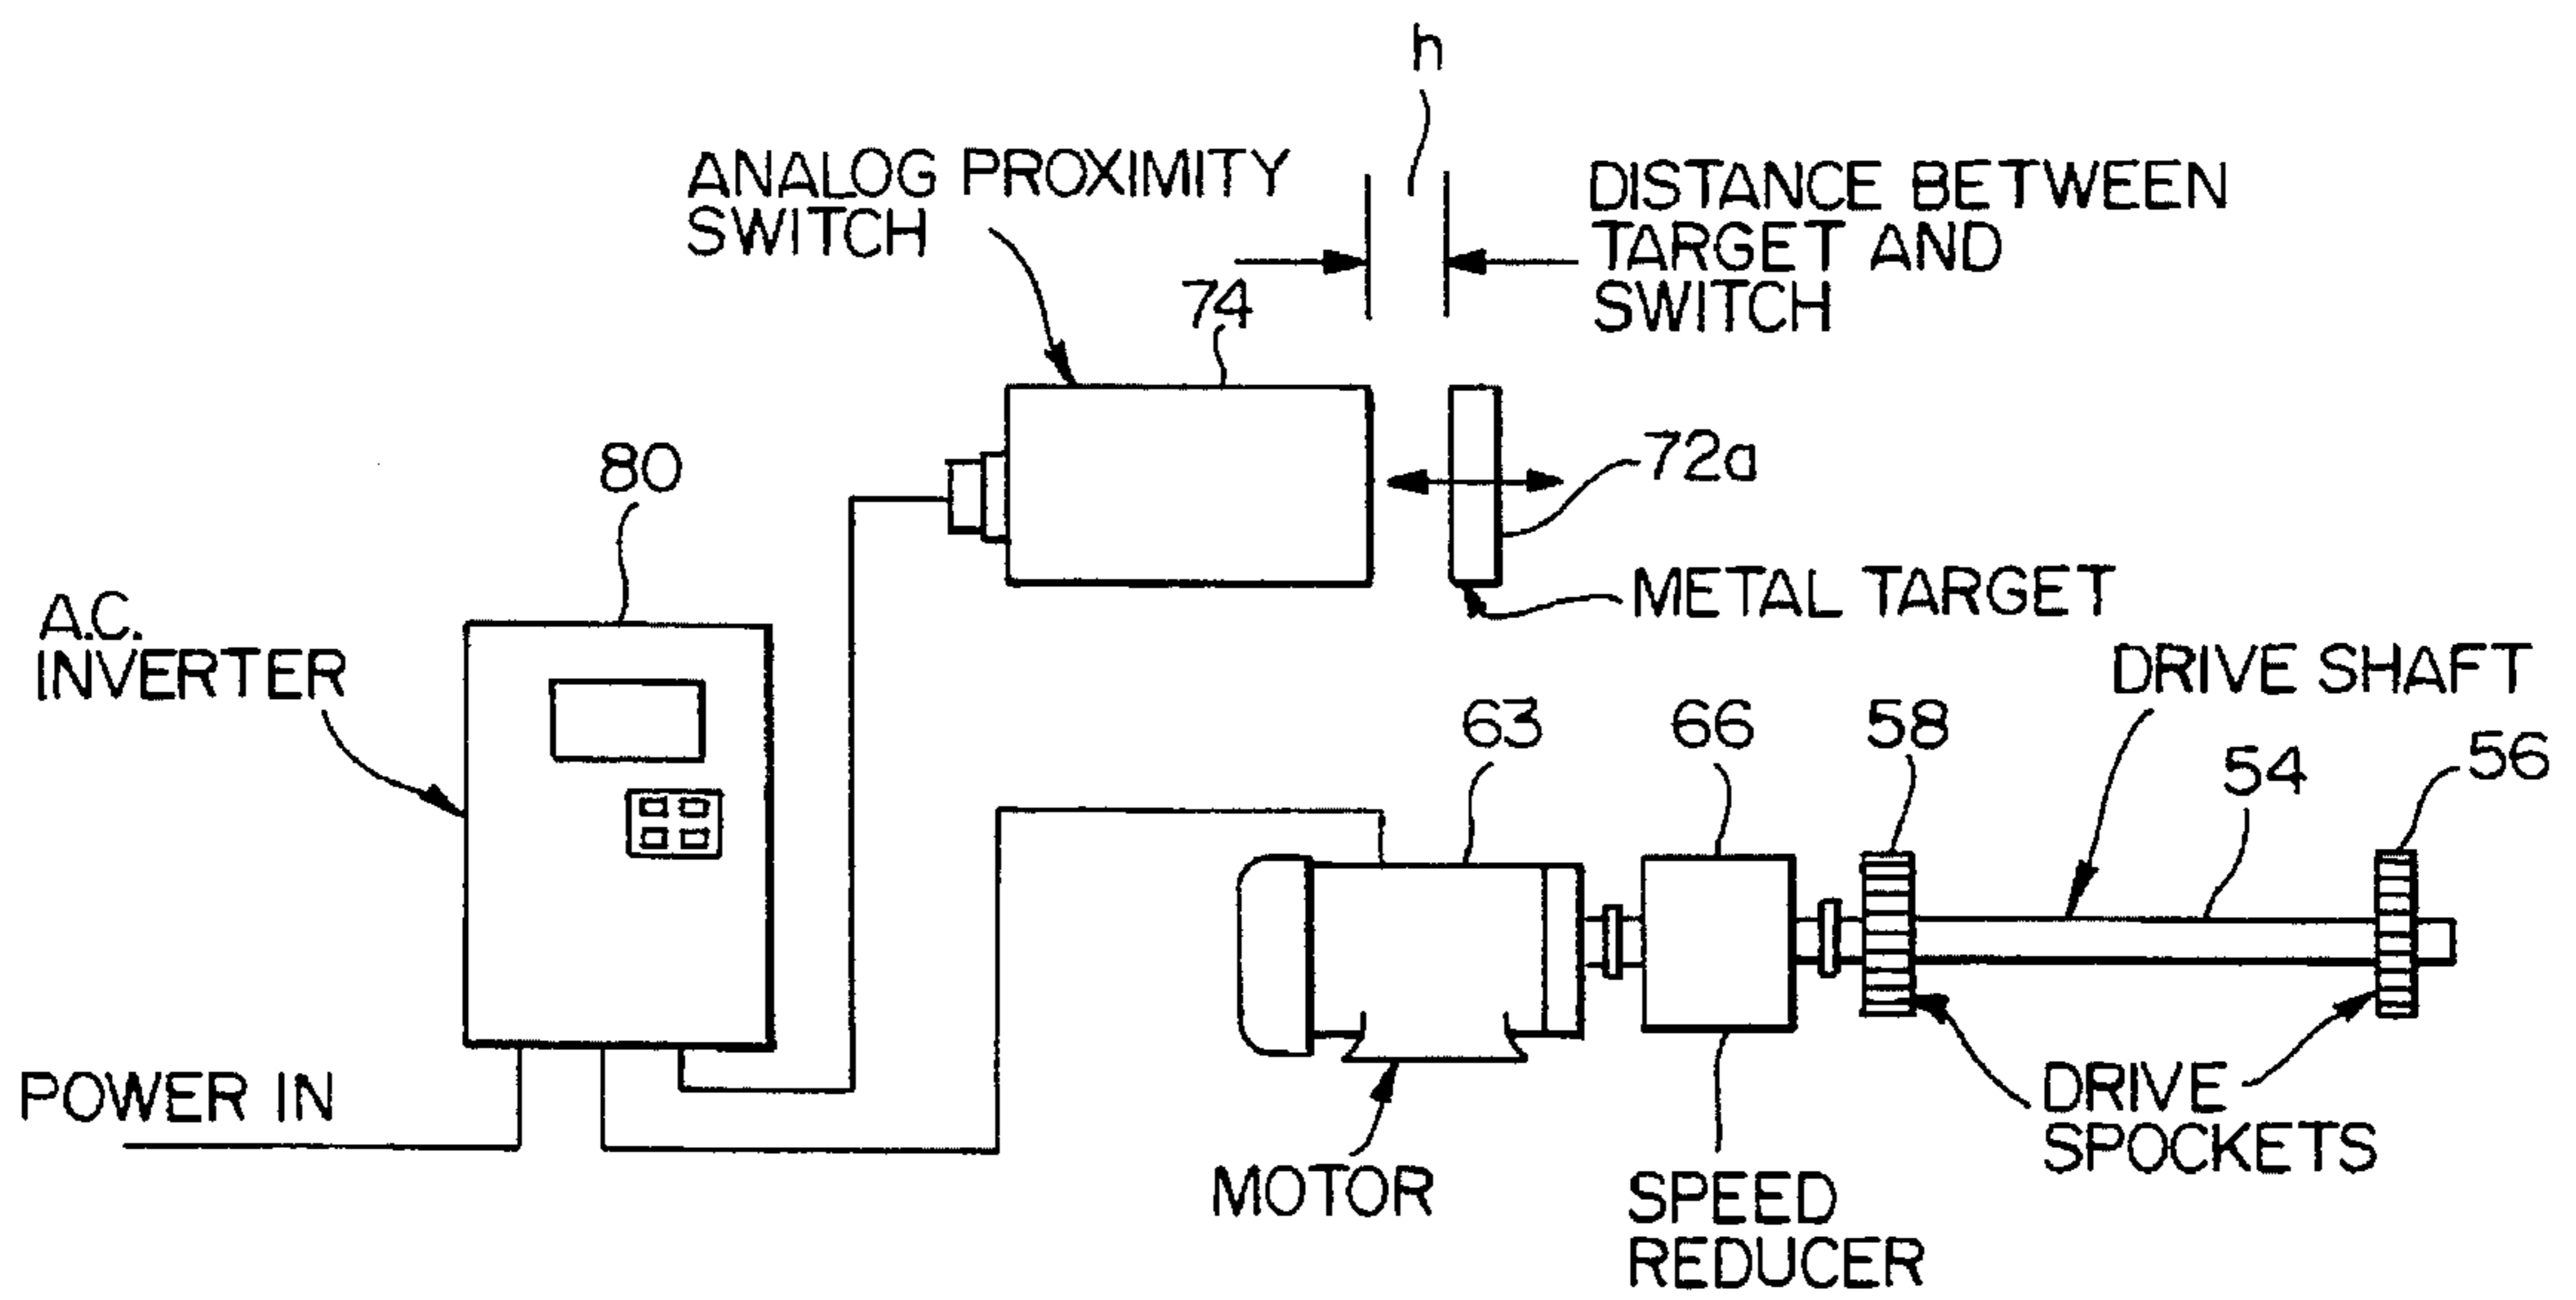 h
ANALOG PROXIMITY
SWITCH
DISTANCE BETWEEN
TARGET AND
SWITCH
74
80
72a
METAL TARGET
A.C.
INVERTER
DRIVE SHAFT
63
66
58
54
56
POWER IN
DRIVE
SPOCKETS
MOTOR
SPEED
REDUCER